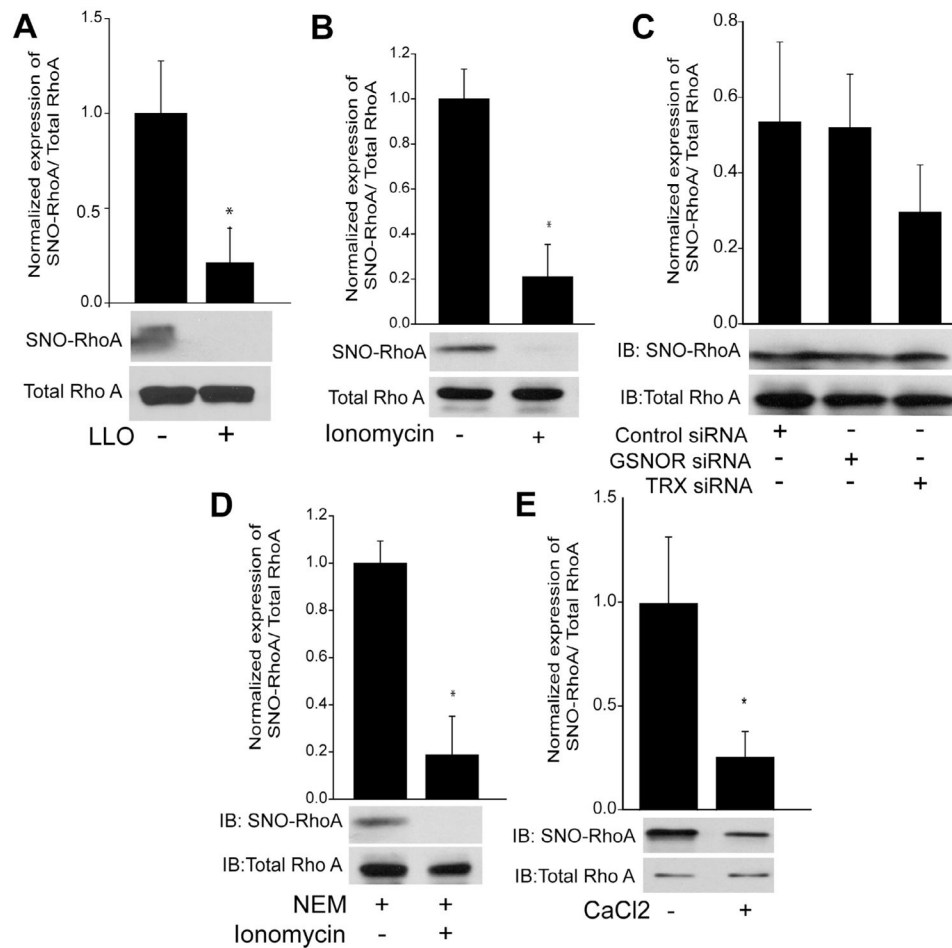 A
Normalized expression of
SNO-RhoA/ Total RhoA
1.5
1.0
0.5
0.0
*
SNO-RhoA
Total Rho A
LLO - +
B
Normalized expression of
SNO-RhoA/ Total RhoA
1.2
1.0
0.8
0.6
0.4
0.2
0.0
*
SNO-RhoA
Total Rho A
Ionomycin - +
C
Normalized expression of
SNO-RhoA/ Total RhoA
0.8
0.6
0.4
0.2
0.0
IB: SNO-RhoA
IB:Total Rho A
Control siRNA + - -
GSNOR siRNA - + -
TRX siRNA - - +
D
Normalized expression of
SNO-RhoA/ Total RhoA
1.2
1.0
0.8
0.6
0.4
0.2
0.0
*
IB: SNO-RhoA
IB:Total Rho A
NEM + +
Ionomycin - +
E
Normalized expression of
SNO-RhoA/ Total RhoA
1.5
1.0
0.5
0.0
*
IB: SNO-RhoA
IB:Total Rho A
CaCl2 - +